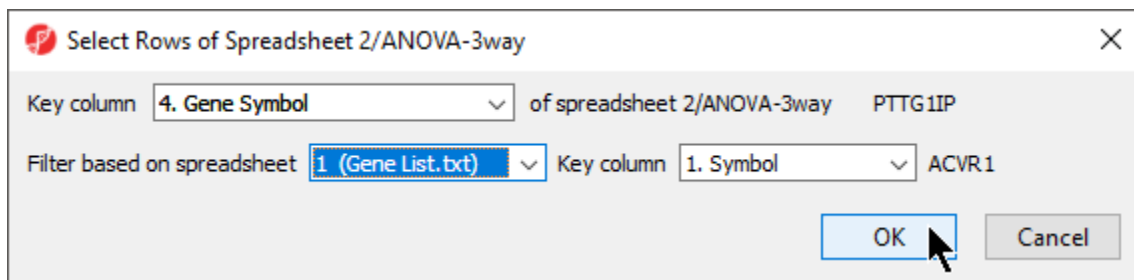 Select Rows of Spreadsheet 2/ANOVA-3way
Key column 4. Gene Symbol of spreadsheet 2/ANOVA-3way PTTG1IP
Filter based on spreadsheet 1 (Gene List.txt) Key column 1. Symbol ACVR1
OK Cancel